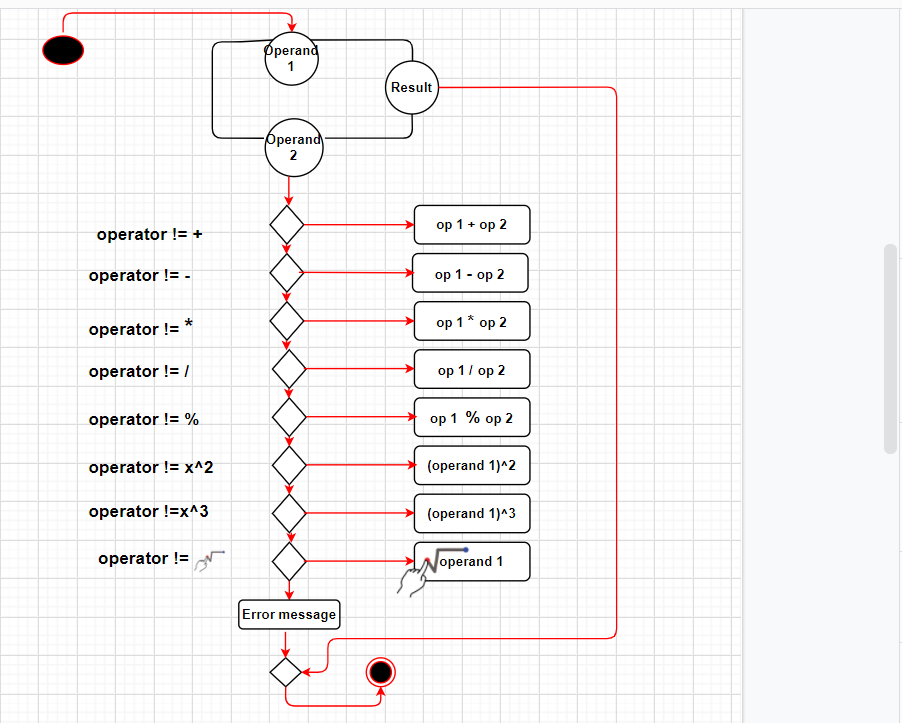 Operand
1
Result
Operand
2
operator != +
op 1 + op 2
operator != -
op 1 - op 2
operator != *
op 1 * op 2
operator != /
op 1 / op 2
operator != %
op 1 % op 2
operator != x^2
(operand 1)^2
operator !=x^3
(operand 1)^3
operator !=
operand 1
Error message